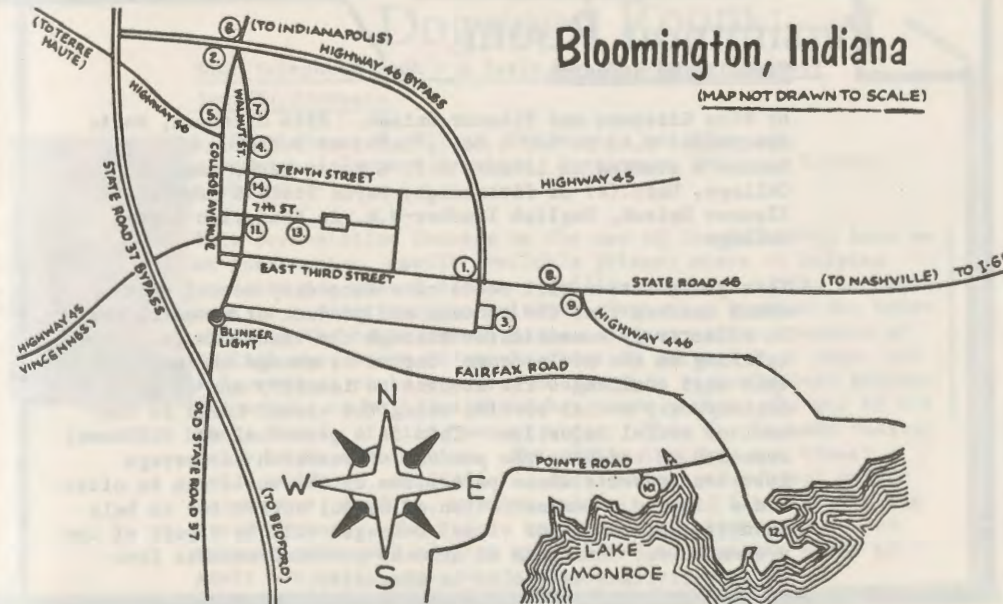 Bloomington, Indiana
(MAP NOT DRAWN TO SCALE)
(TO TERRE
HAUTE)
6.
(TO INDIANAPOLIS)
2.
HIGHWAY 46 BYPASS
HIGHWAY 46
5.
WALNUT ST.
7.
4.
STATE ROAD 37 BYPASS
COLLEGE AVENUE
TENTH STREET
14.
HIGHWAY 45
7th ST.
11.
13.
EAST THIRD STREET
1.
8.
STATE ROAD 46
(TO NASHVILLE)
TO I-65
9.
3.
HIGHWAY 446
HIGHWAY 45
VINCENNES)
BLINKER
LIGHT
FAIRFAX ROAD
OLD STATE ROAD 37
(TO BEDFORD)
N
W
E
S
POINTE ROAD
10.
12.
LAKE
MONROE